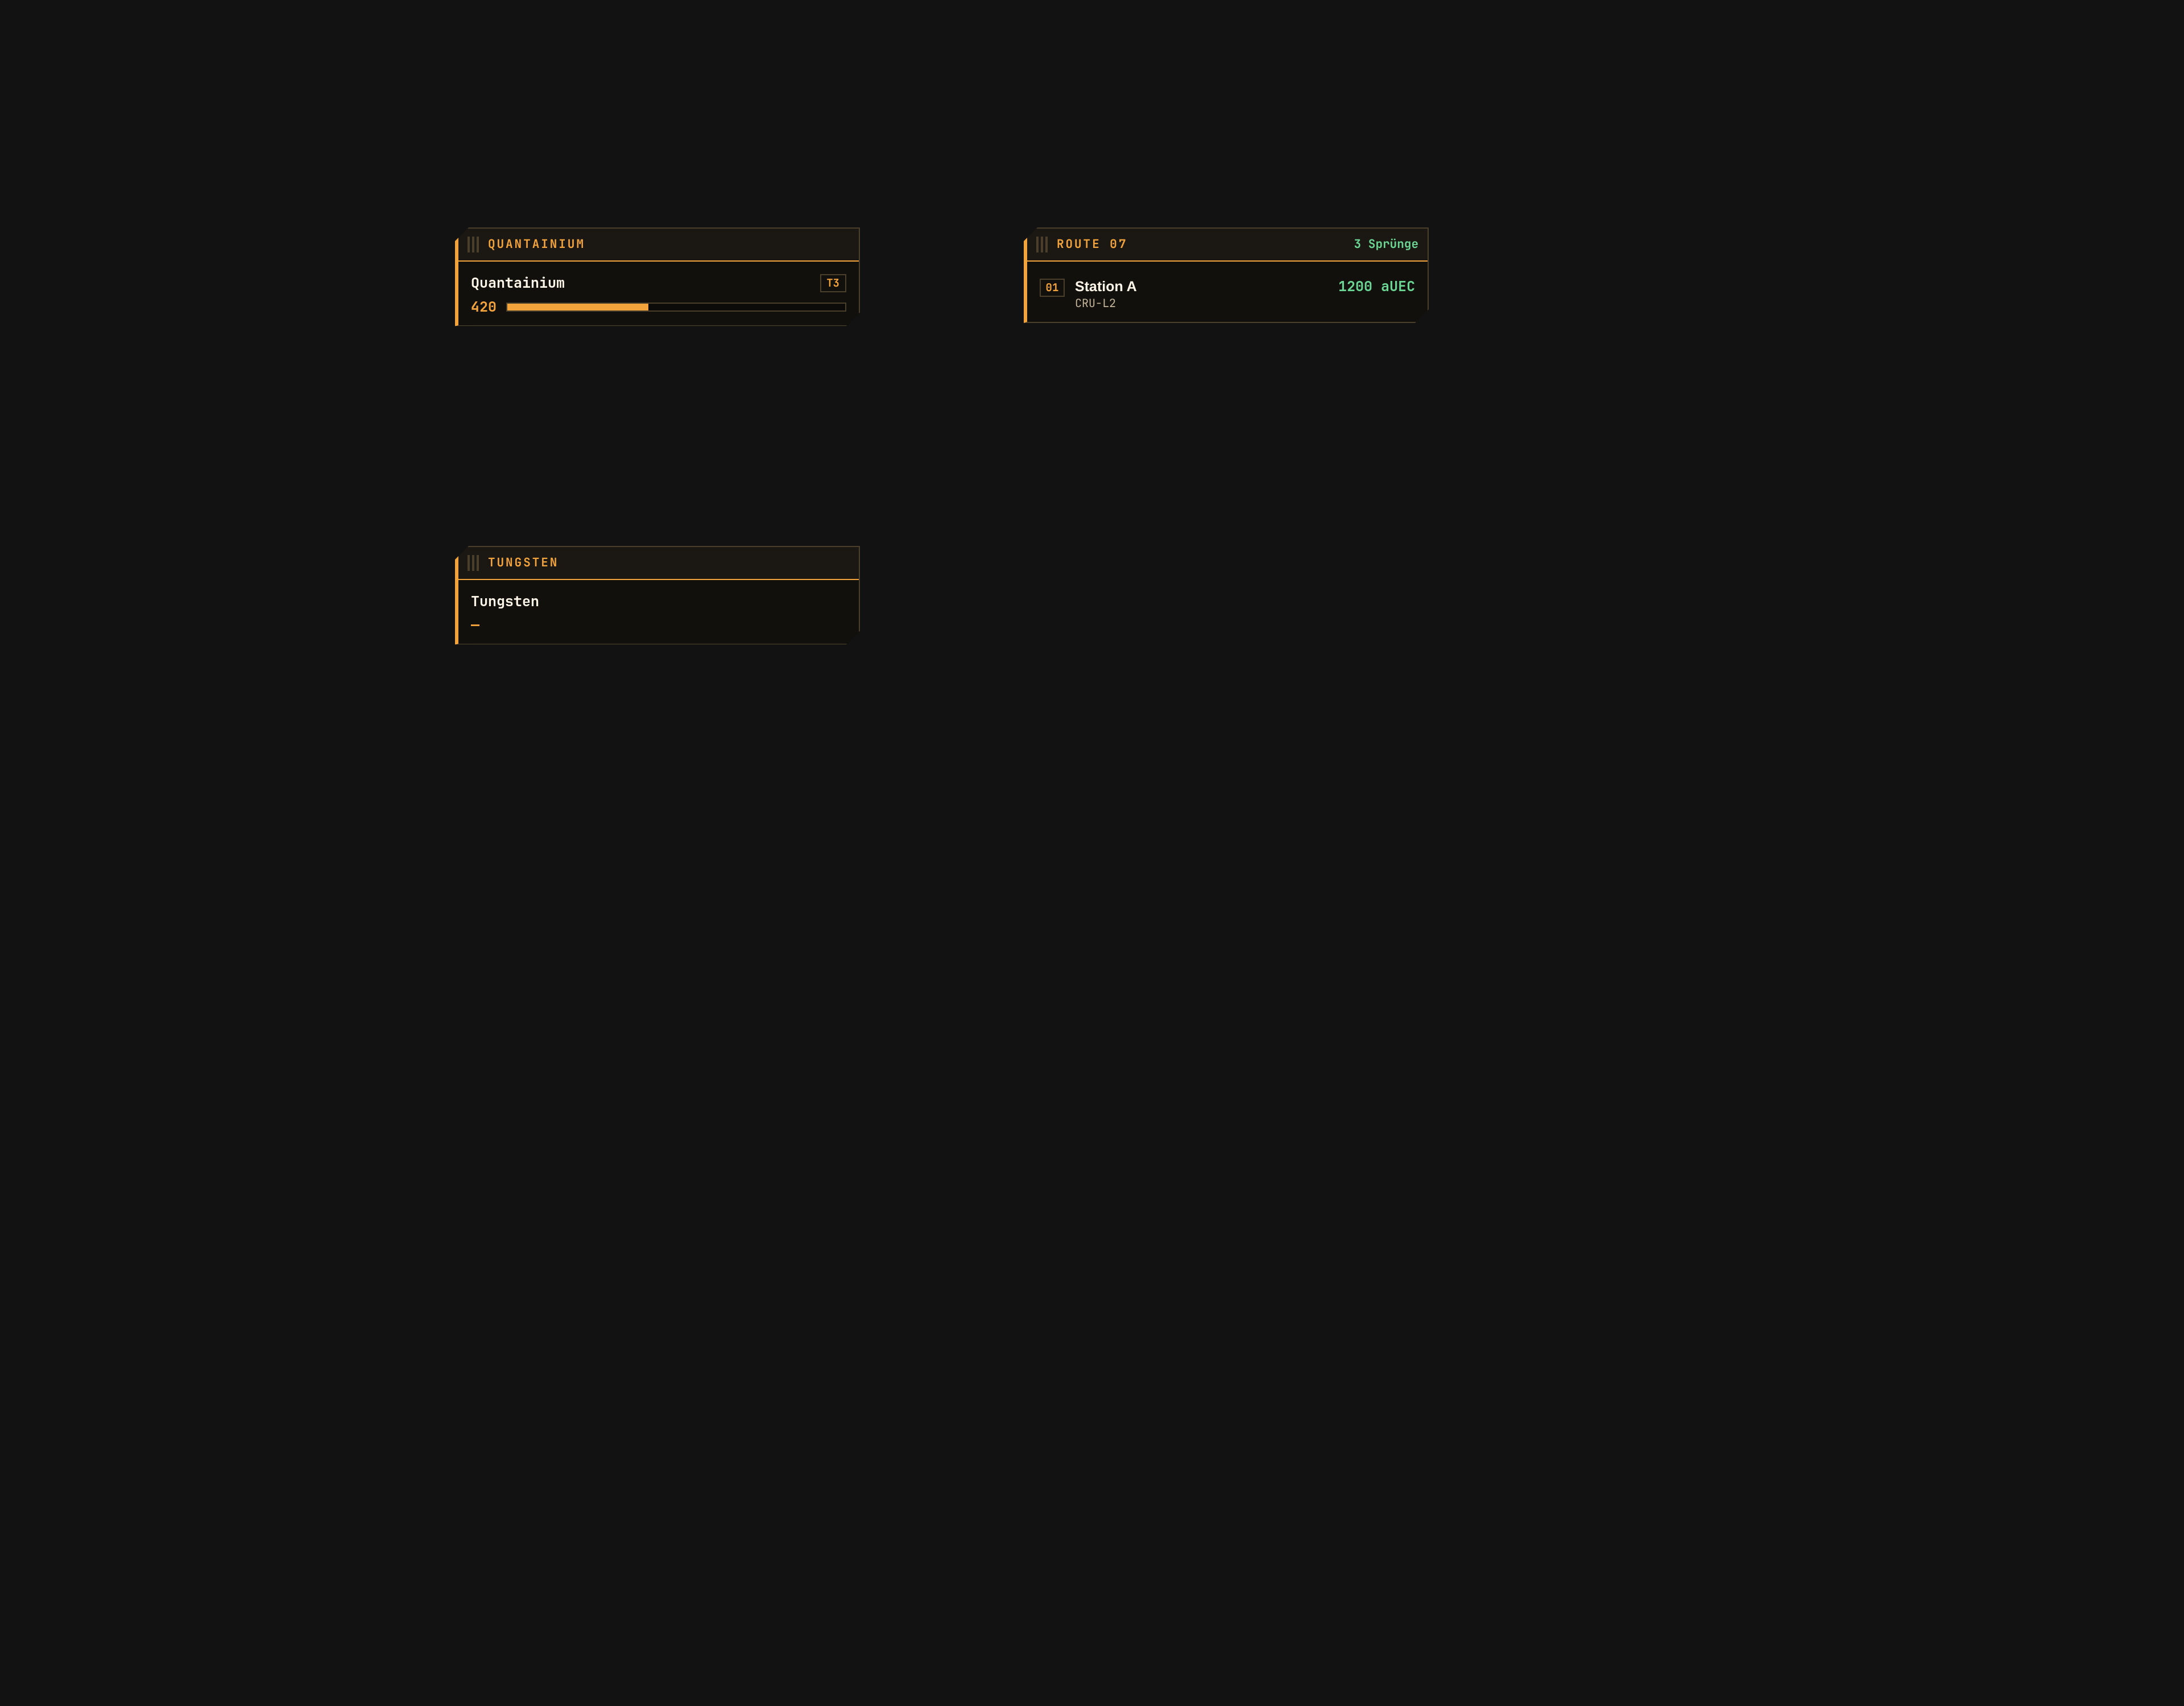 QUANTAINIUM
Quantainium T3
420
ROUTE 07 3 Sprünge
01 Station A 1200 aUEC
CRU-L2
TUNGSTEN
Tungsten
—